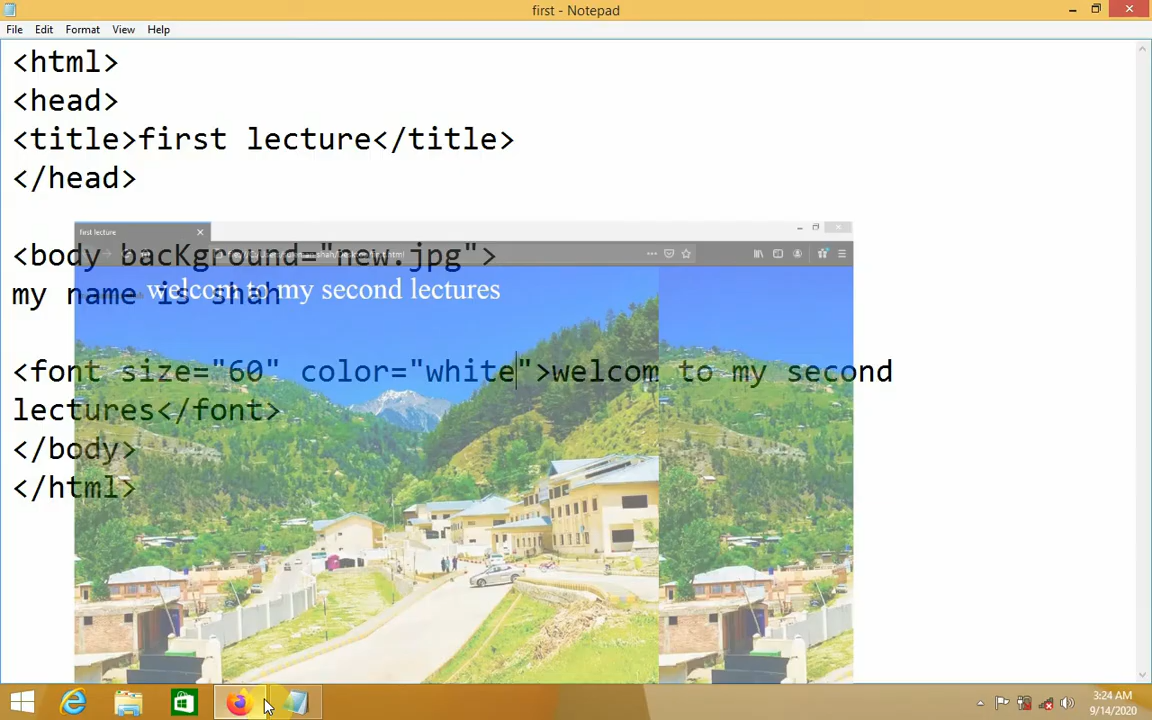 first - Notepad
File Edit Format View Help
<html>
<head>
<title>first lecture</title>
</head>
first lecture
<body bacKground="new.jpg">
my name is shah
welcom to my second lectures
<font size="60" color="white">welcom to my second
lectures</font>
</body>
</html>
3:24 AM
9/14/2020